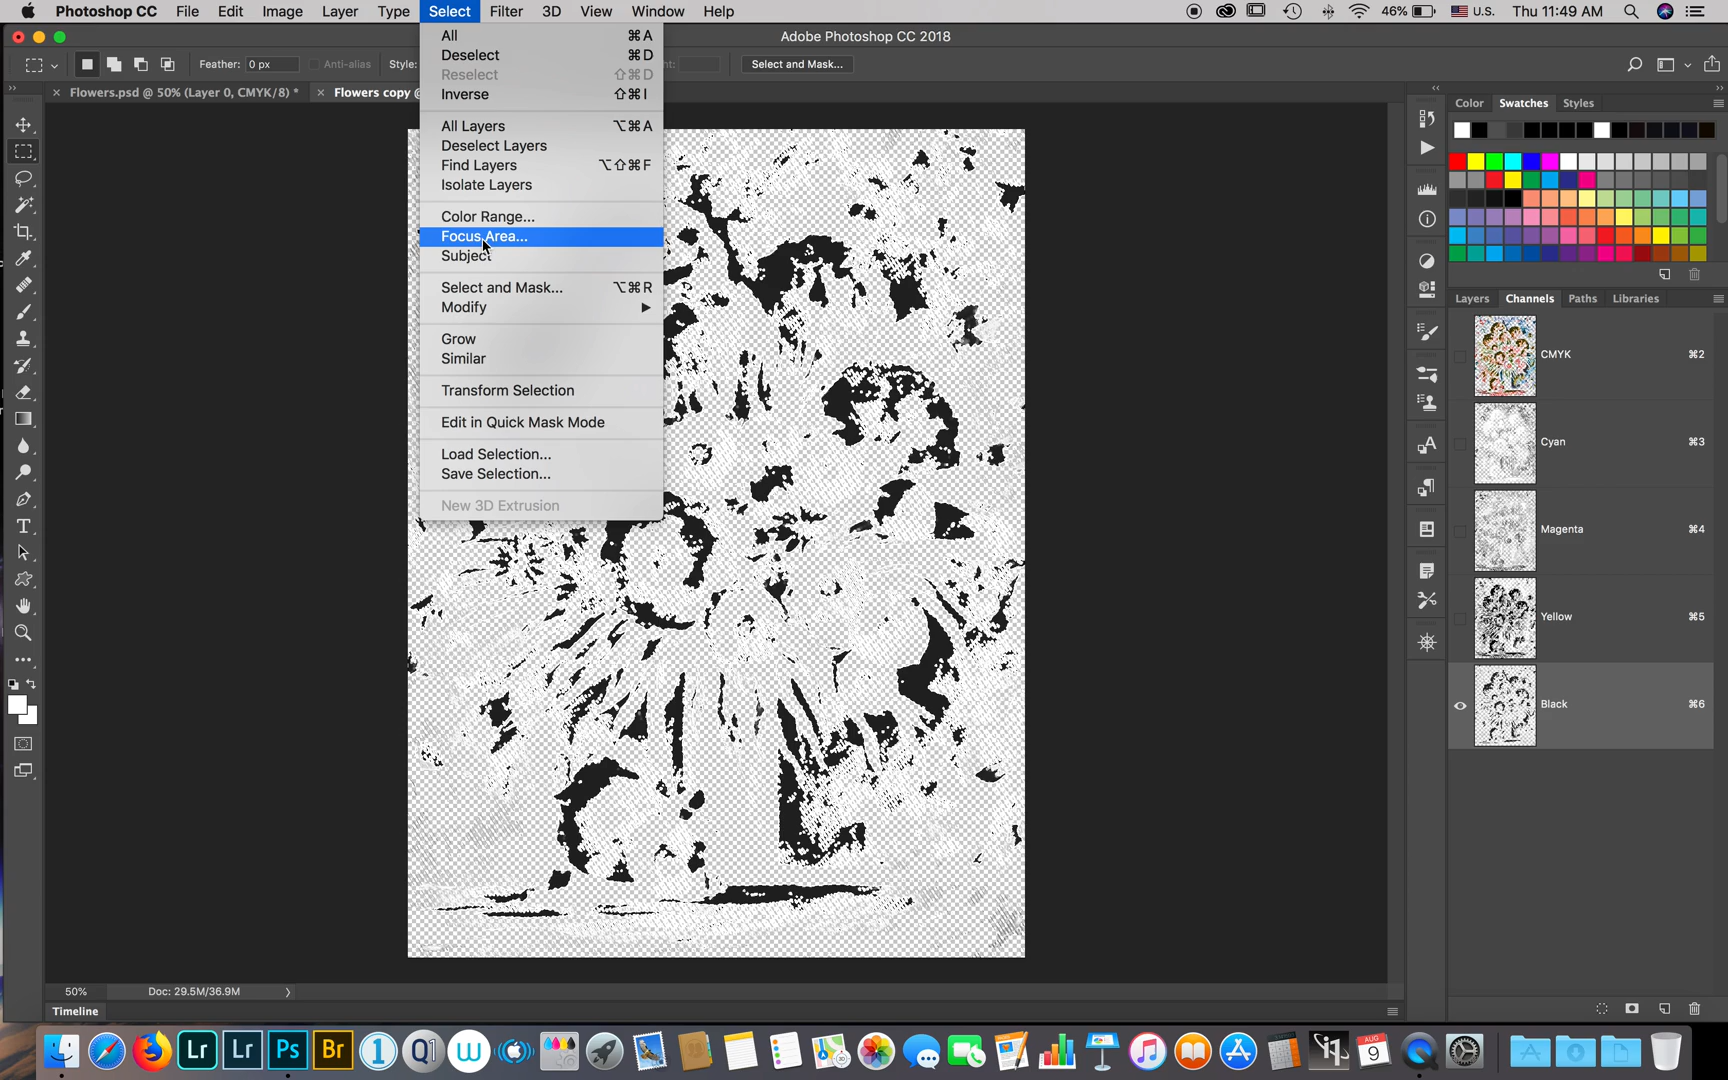 Photoshop CC File Edit Image Layer Type Select Filter 3D View Window Help 46% U.S. Thu 11:49 AM
Adobe Photoshop CC 2018
Feather: 0 px Anti-alias Style: Select and Mask...
× Flowers.psd @ 50% (Layer 0, CMYK/8) * × Flowers copy @
All ⌘A
Deselect ⌘D
Reselect ⇧⌘D
Inverse ⇧⌘I
All Layers ⌥⌘A
Deselect Layers
Find Layers ⌥⇧⌘F
Isolate Layers
Color Range...
Focus Area...
Subject
Select and Mask... ⌥⌘R
Modify ▶
Grow
Similar
Transform Selection
Edit in Quick Mask Mode
Load Selection...
Save Selection...
New 3D Extrusion
Color Swatches Styles
Layers Channels Paths Libraries
CMYK ⌘2
Cyan ⌘3
Magenta ⌘4
Yellow ⌘5
Black ⌘6
50% Doc: 29.5M/36.9M
Timeline
Lr Lr Ps Br 1 Q1 W
AUG
9